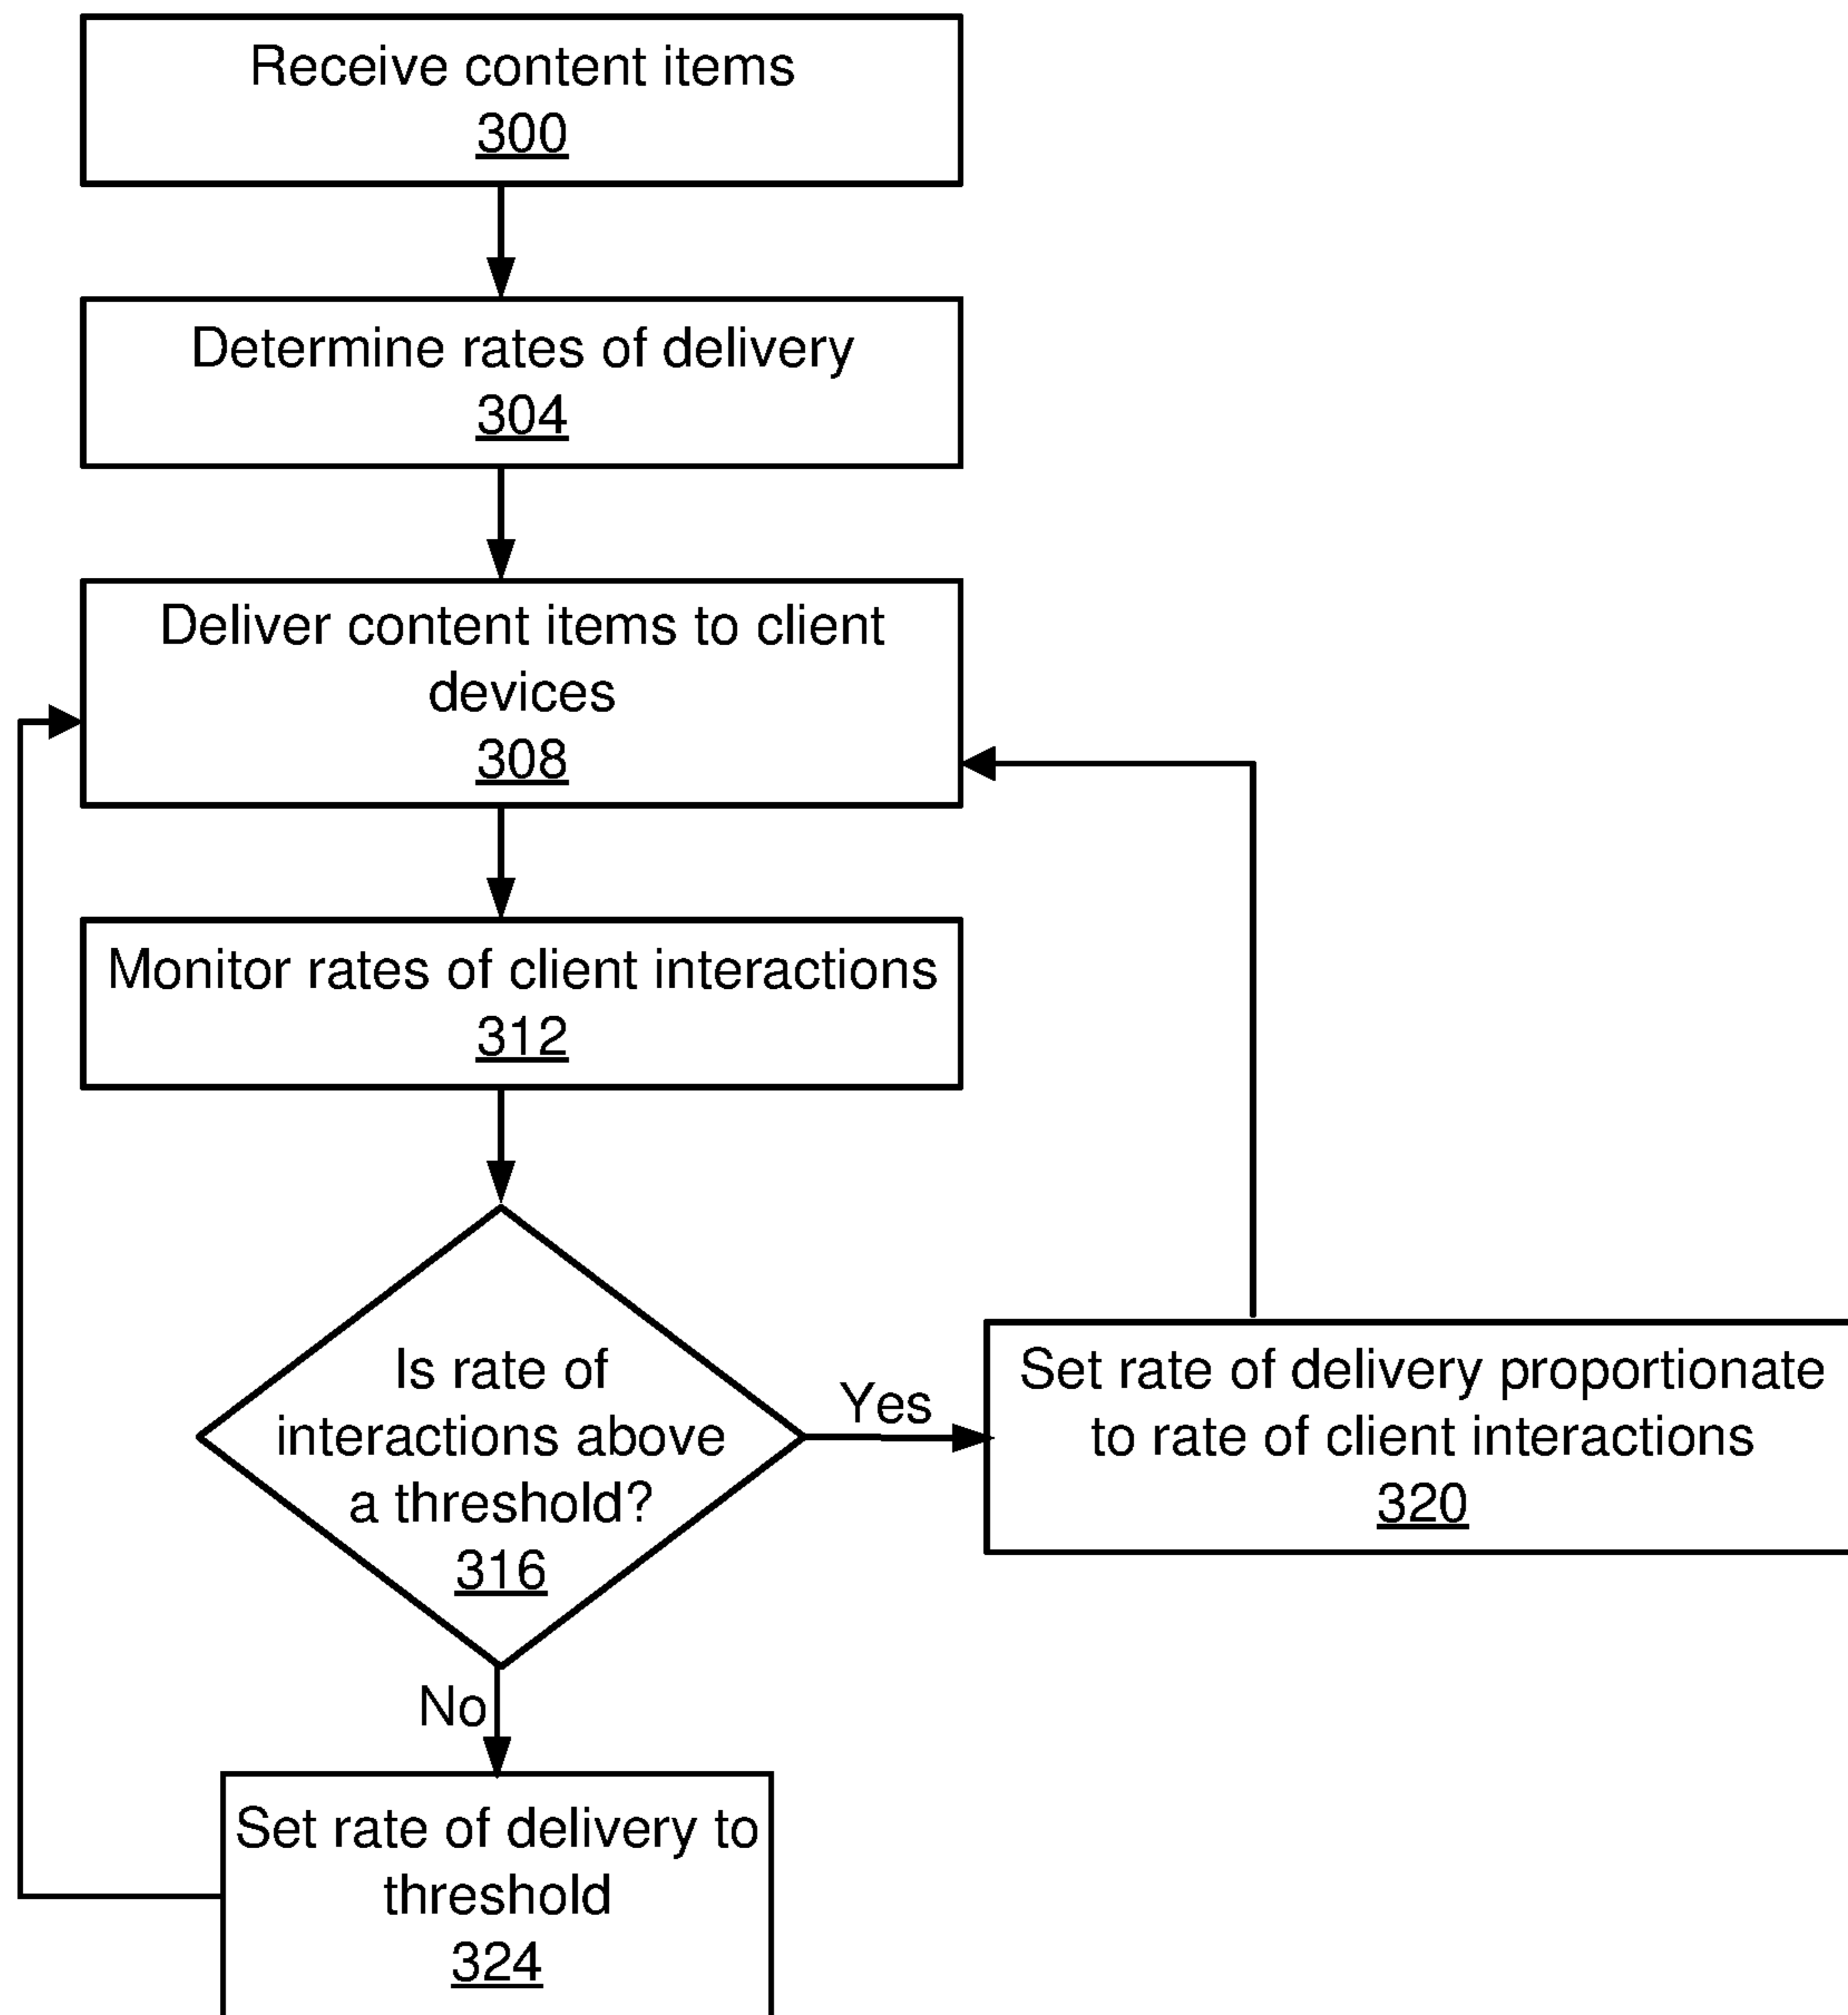 Receive content items
300
Determine rates of delivery
304
Deliver content items to client
devices
308
Monitor rates of client interactions
312
Is rate of
interactions above
a threshold?
316
Yes
Set rate of delivery proportionate
to rate of client interactions
320
No
Set rate of delivery to
threshold
324